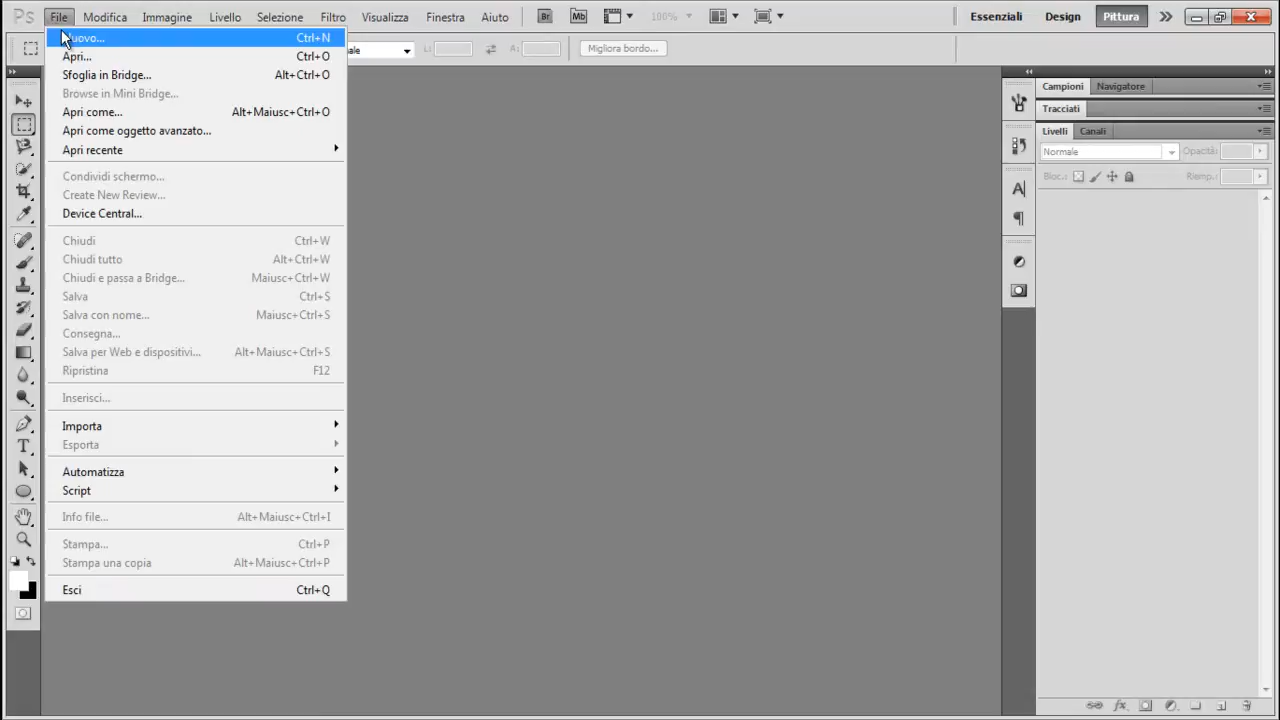 Ps File Modifica Immagine Livello Selezione Filtro Visualizza Finestra Aiuto Br Mb 100% Essenziali Design Pittura
Nuovo... Ctrl+N
Apri... Ctrl+O
Sfoglia in Bridge... Alt+Ctrl+O
Browse in Mini Bridge...
Apri come... Alt+Maiusc+Ctrl+O
Apri come oggetto avanzato...
Apri recente
Condividi schermo...
Create New Review...
Device Central...
Chiudi Ctrl+W
Chiudi tutto Alt+Ctrl+W
Chiudi e passa a Bridge... Maiusc+Ctrl+W
Salva Ctrl+S
Salva con nome... Maiusc+Ctrl+S
Consegna...
Salva per Web e dispositivi... Alt+Maiusc+Ctrl+S
Ripristina F12
Inserisci...
Importa
Esporta
Automatizza
Script
Info file... Alt+Maiusc+Ctrl+I
Stampa... Ctrl+P
Stampa una copia Alt+Maiusc+Ctrl+P
Esci Ctrl+Q
A: Migliora bordo...
Campioni Navigatore
Tracciati
Livelli Canali
Normale Opacità:
Bloc.: Riemp.: